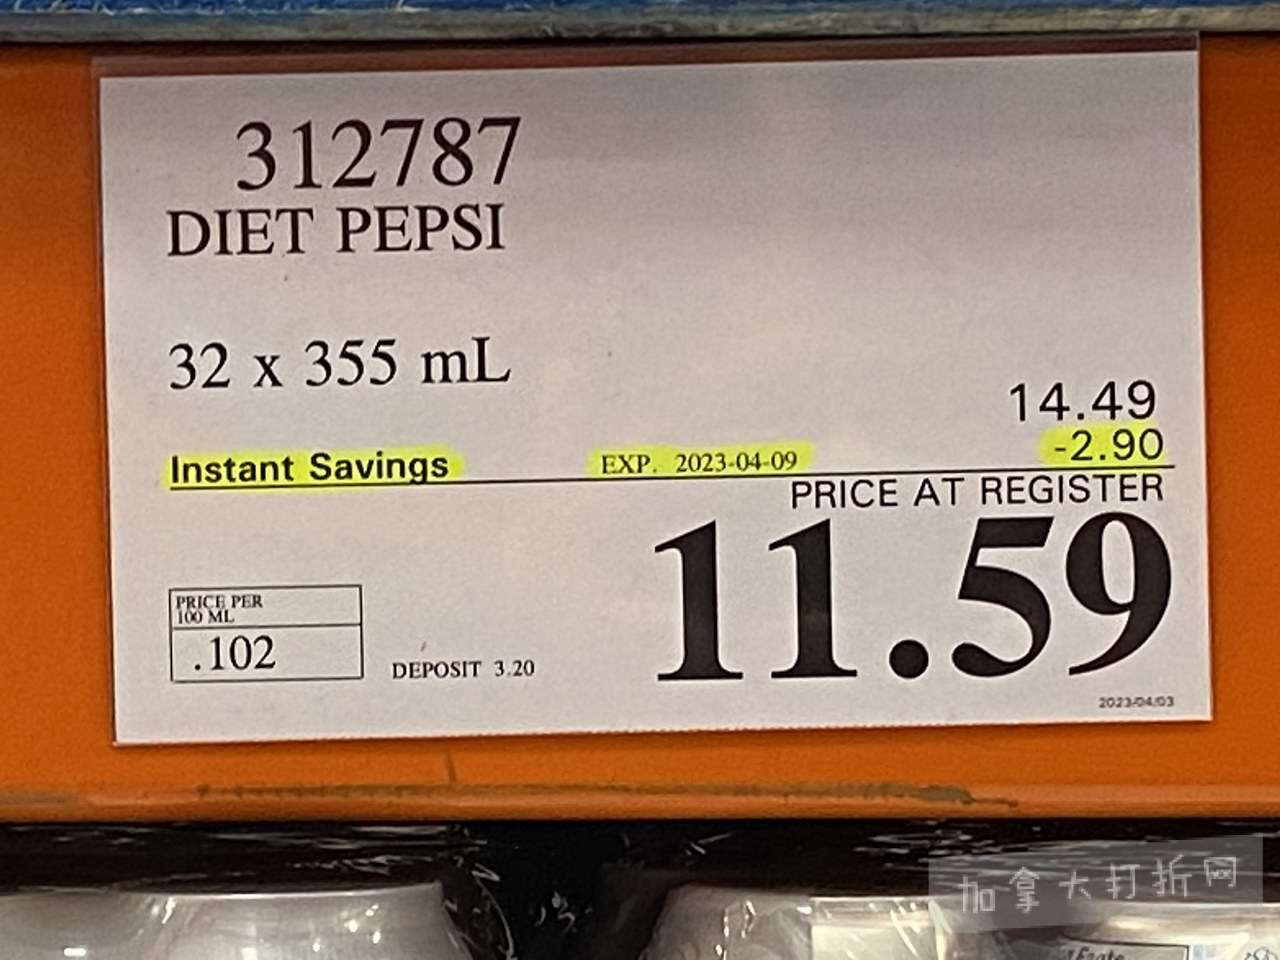 312787
DIET PEPSI
32 x 355 mL
14.49
Instant Savings EXP. 2023-04-09 -2.90
PRICE AT REGISTER
11.59
PRICE PER
100 ML
.102
DEPOSIT 3.20
2023/04/03
加拿大打折网